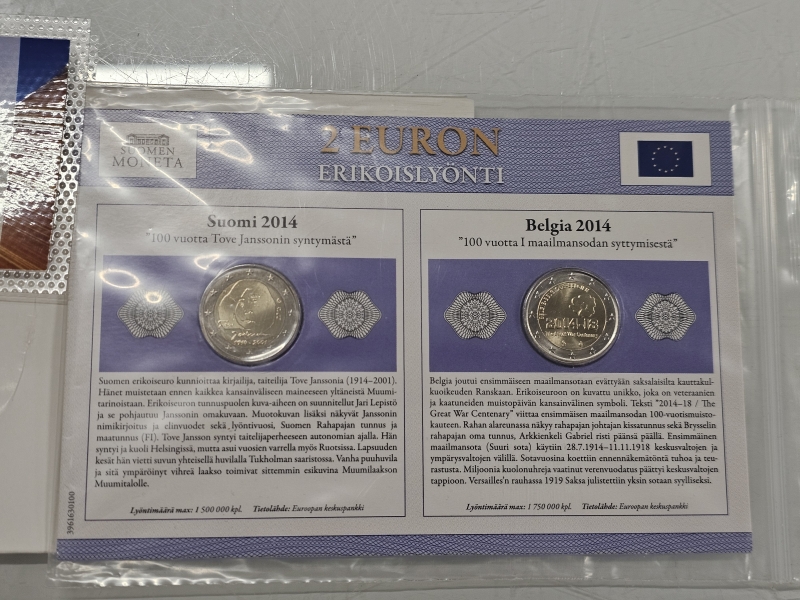 SUOMEN
MONETA
2 EURON
ERIKOISLYÖNTI
Suomi 2014
"100 vuotta Tove Janssonin syntymästä"
Suomen erikoiseuro kunnioittaa kirjailija, taiteilija Tove Janssonia (1914–2001).
Hänet muistetaan ennen kaikkea kansainväliseen maineeseen yltäneistä Muumi-
tarinoistaan. Erikoiseuron tunnuspuolen kuva-aiheen on suunnitellut Jari Lepistö
ja se pohjautuu Janssonin omakuvaan. Muotokuvan lisäksi näkyvät Janssonin
nimikirjoitus ja elinvuodet sekä lyöntivuosi, Suomen Rahapajan tunnus ja
maatunnus (FI). Tove Jansson syntyi taitelijaperheeseen autonomian ajalla. Hän
syntyi ja kuoli Helsingissä, mutta asui vuosien varrella myös Ruotsissa. Lapsuuden
kesät hän vietti suvun yhteisellä huvilalla Tukholman saaristossa. Vanha puuhuvila
ja sitä ympäröinyt vihreä laakso toimivat sittemmin esikuvina Muumilaakson
Muumitalolle.
Lyöntimäärä max: 1 500 000 kpl. Tietolähde: Euroopan keskuspankki
3961630100
Belgia 2014
"100 vuotta I maailmansodan syttymisestä"
2014-18
The Great War Centenary
Belgia joutui ensimmäiseen maailmansotaan evättyään saksalaisilta kauttakul-
kuoikeuden Ranskaan. Erikoiseuroon on kuvattu unikko, joka on veteraanien
ja kaatuneiden muistopäivän kansainvälinen symboli. Teksti "2014–18 / The
Great War Centenary" viittaa ensimmäisen maailmansodan 100-vuotismuisto-
kauteen. Rahan alareunassa näkyy rahapajan johtajan kissatunnus sekä Brysselin
rahapajan oma tunnus, Arkkienkeli Gabriel risti päänsä päällä. Ensimmäinen
maailmansota (Suuri sota) käytiin 28.7.1914–11.11.1918 keskusvaltojen ja
ympärysvaltojen välillä. Sotavuosina koettiin ennennäkemätöntä tuhoa ja teu-
rastusta. Miljoonia kuolonuhreja vaatinut verenvuodatus päättyi keskusvaltojen
tappioon. Versailles'n rauhassa 1919 Saksa julistettiin yksin sotaan syylliseksi.
Lyöntimäärä max: 1 750 000 kpl. Tietolähde: Euroopan keskuspankki